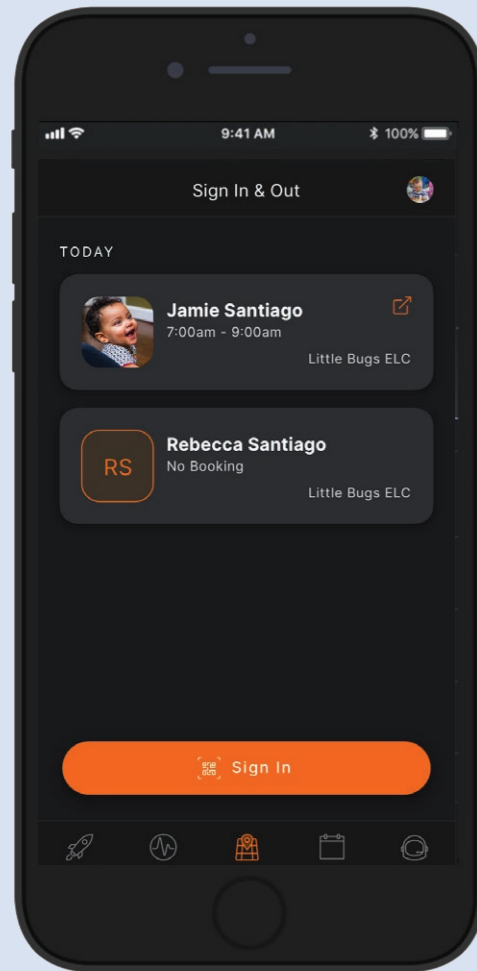 9:41 AM
100%
Sign In & Out
TODAY
Jamie Santiago
7:00am - 9:00am
Little Bugs ELC
RS
Rebecca Santiago
No Booking
Little Bugs ELC
Sign In